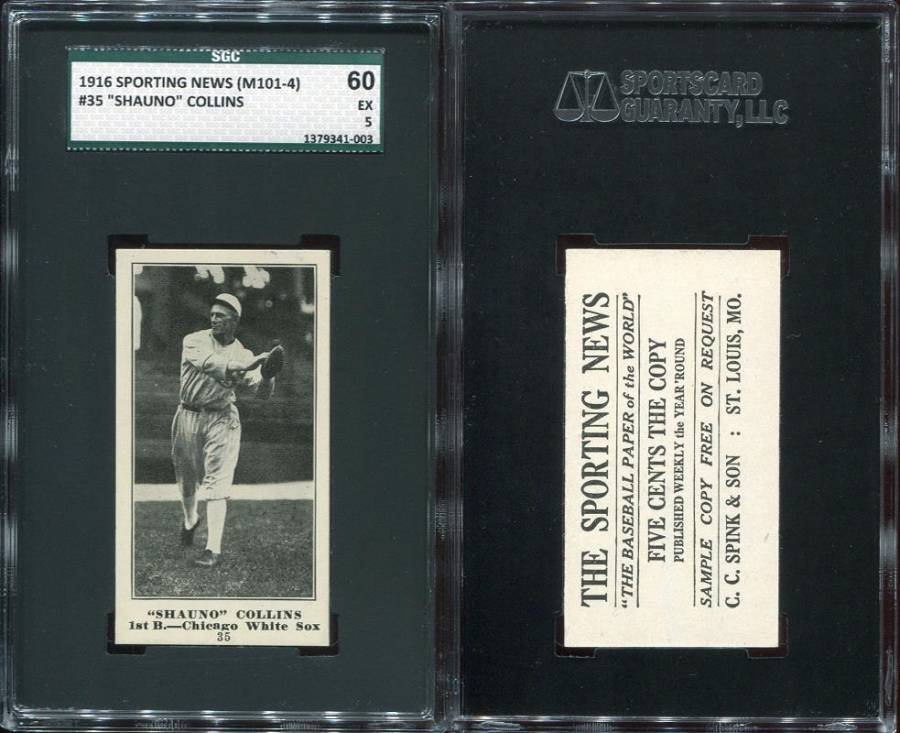 SGC
1916 SPORTING NEWS (M101-4)
60
#35 "SHAUNO" COLLINS
EX
5
1379341-003
"SHAUNO" COLLINS
1st B.—Chicago White Sox
35
SPORTSCARD
GUARANTY, LLC
THE SPORTING NEWS
"THE BASEBALL PAPER of the WORLD"
FIVE CENTS THE COPY
PUBLISHED WEEKLY the YEAR 'ROUND
SAMPLE COPY FREE ON REQUEST
C. C. SPINK & SON : ST. LOUIS, MO.